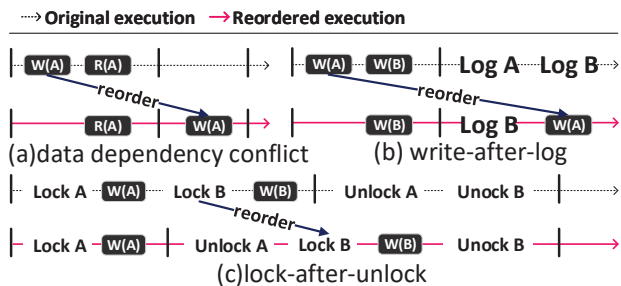 Original execution Reordered execution
W(A) R(A) W(A) W(B) Log A Log B
reorder reorder
R(A) W(A) W(B) Log B W(A)
(a)data dependency conflict (b) write-after-log
Lock A W(A) Lock B W(B) Unlock A Unock B
reorder
Lock A W(A) Unlock A Lock B W(B) Unock B
(c)lock-after-unlock